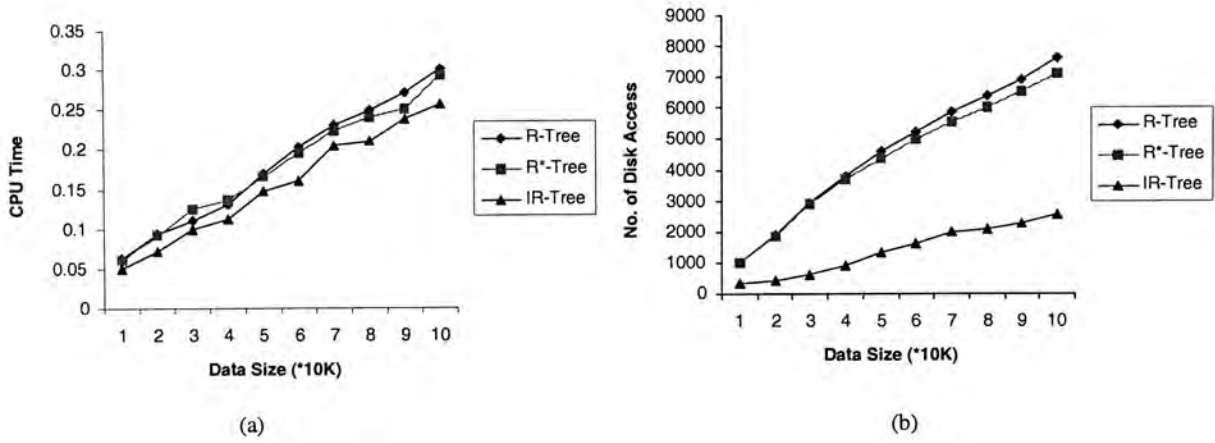 0.35
0.3
0.25
0.2
0.15
0.1
0.05
0
CPU Time
1 2 3 4 5 6 7 8 9 10
Data Size (*10K)
R-Tree
R*-Tree
IR-Tree
(a)
9000
8000
7000
6000
5000
4000
3000
2000
1000
0
No. of Disk Access
1 2 3 4 5 6 7 8 9 10
Data Size (*10K)
R-Tree
R*-Tree
IR-Tree
(b)